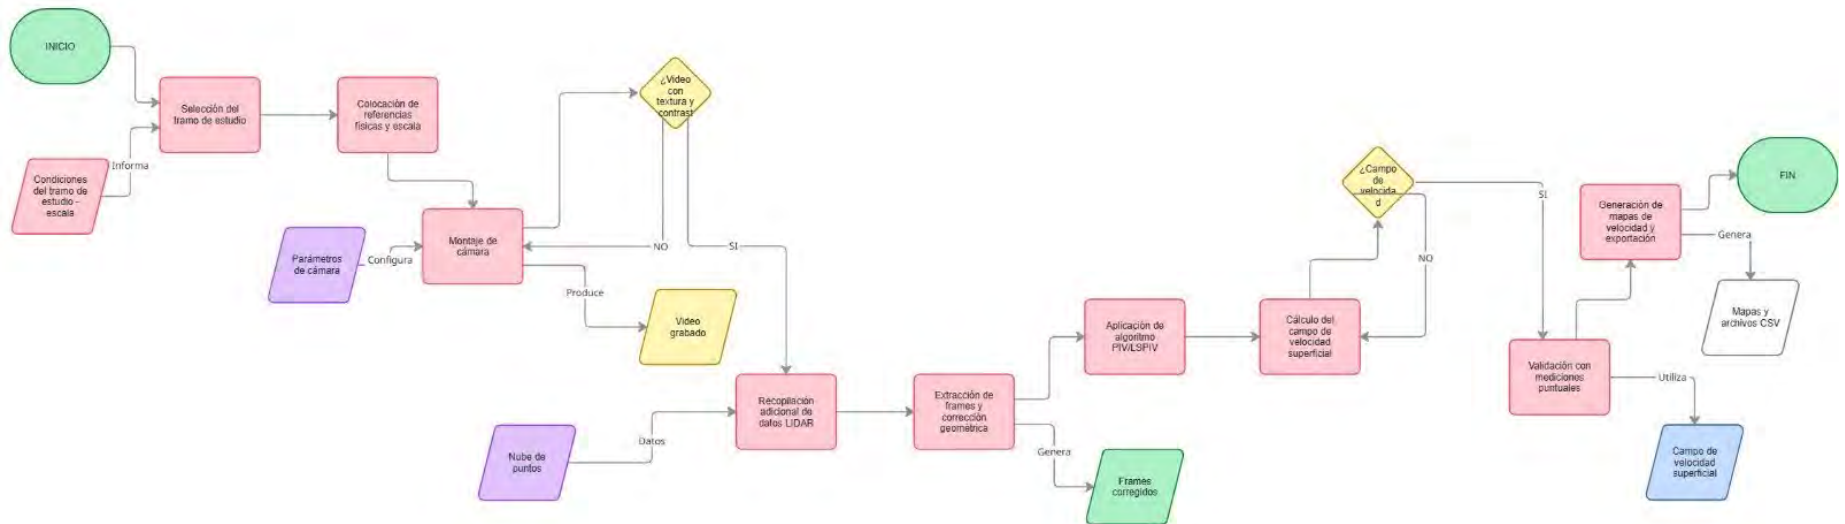 INICIO
Selección del
tramo de estudio
Informa
Condiciones
del tramo de
estudio -
escala
Colocación de
referencias
físicas y escala
Parámetros
de cámara
Configura
Montaje de
cámara
¿Video
con
textura y
contrast
NO
SI
Produce
Video
grabado
Recopilación
adicional de
datos LIDAR
Nube de
puntos
Datos
Extracción de
frames y
corrección
geométrica
Genera
Frames
corregidos
Aplicación de
algoritmo
PIV/LSPIV
Cálculo del
campo de
velocidad
superficial
¿Campo
de
velocida
d
NO
SI
Validación con
mediciones
puntuales
Utiliza
Campo de
velocidad
superficial
Generación de
mapas de
velocidad y
exportación
Genera
Mapas y
archivos CSV
FIN